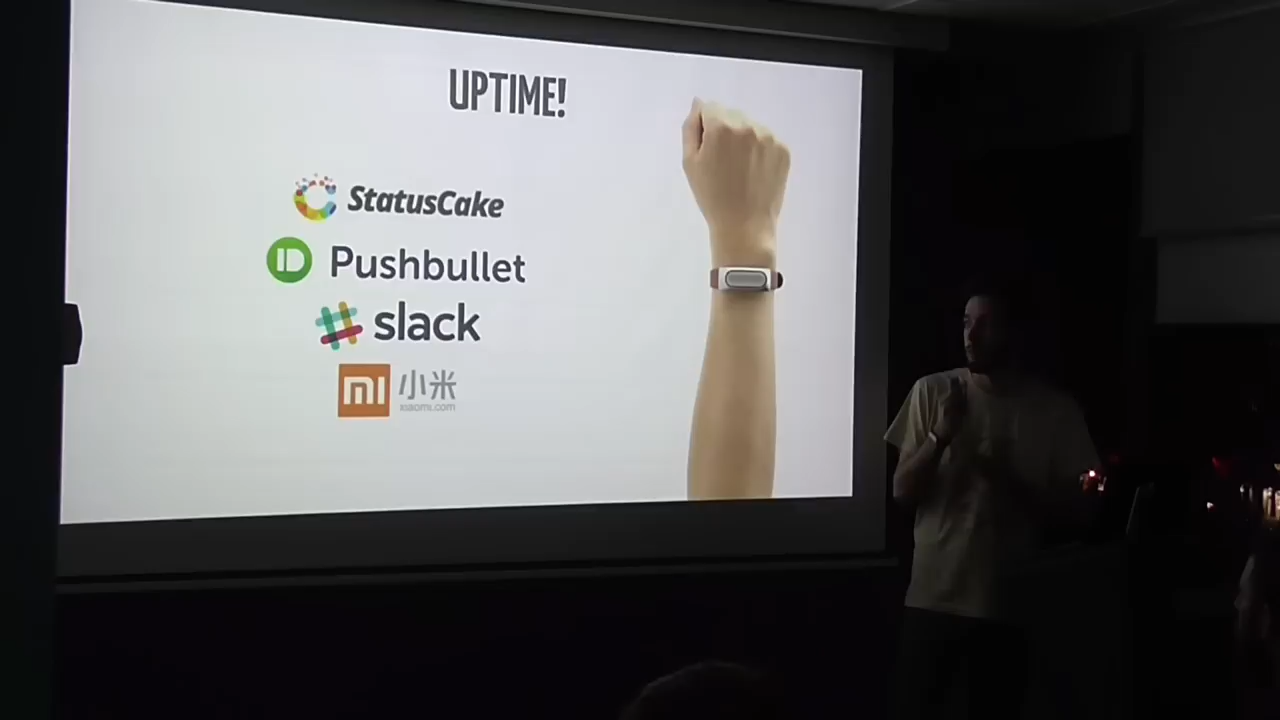 UPTIME!
StatusCake
Pushbullet
slack
mi 小米
xiaomi.com